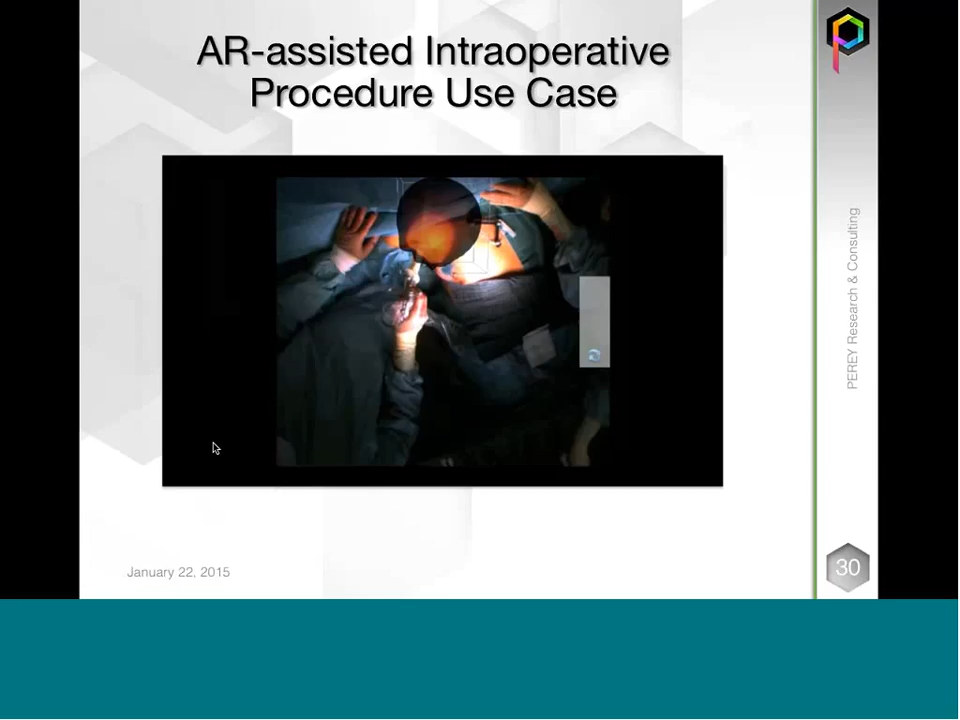 AR-assisted Intraoperative
Procedure Use Case
PEREY Research & Consulting
January 22, 2015
30